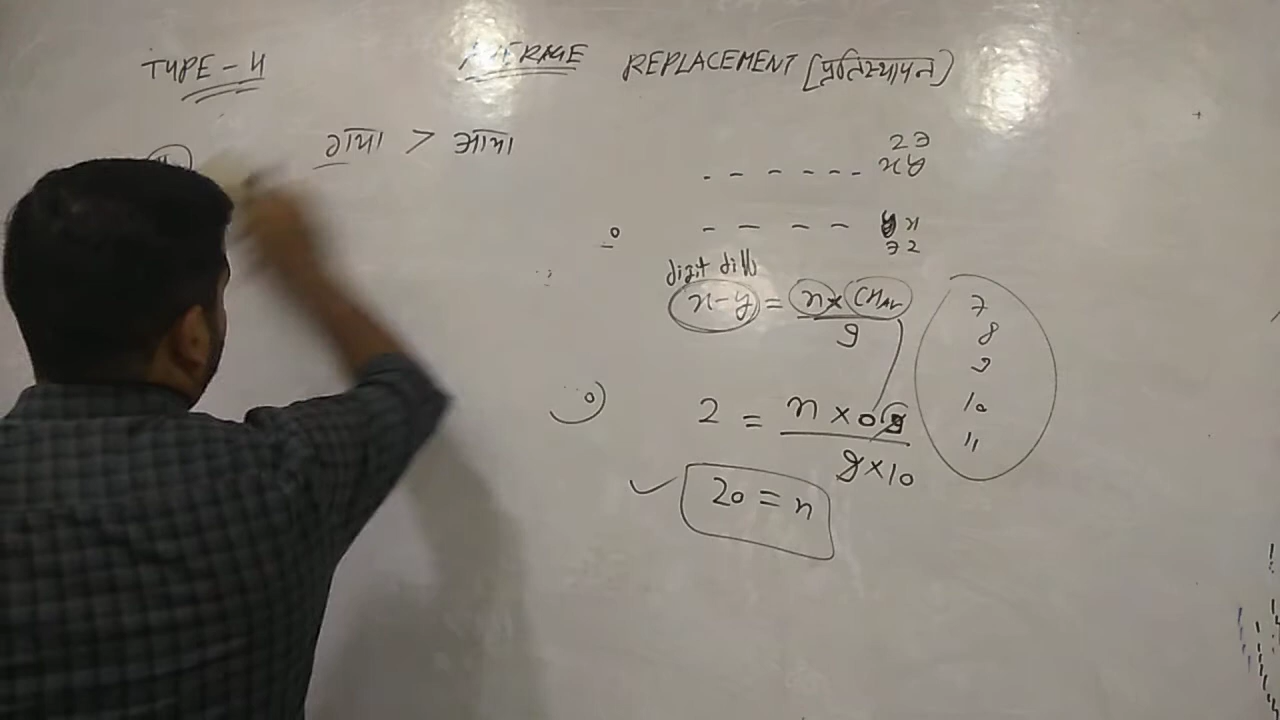 TYPE-4 AVERAGE REPLACEMENT [प्रतिस्थापन)
गया > आया
23
- - - - - - xy
- - - - yx
32
digit diff
x-y = n × CHAv / 9
2 = n × 0.9 / 9×10
20 = n
7
8
9
10
11